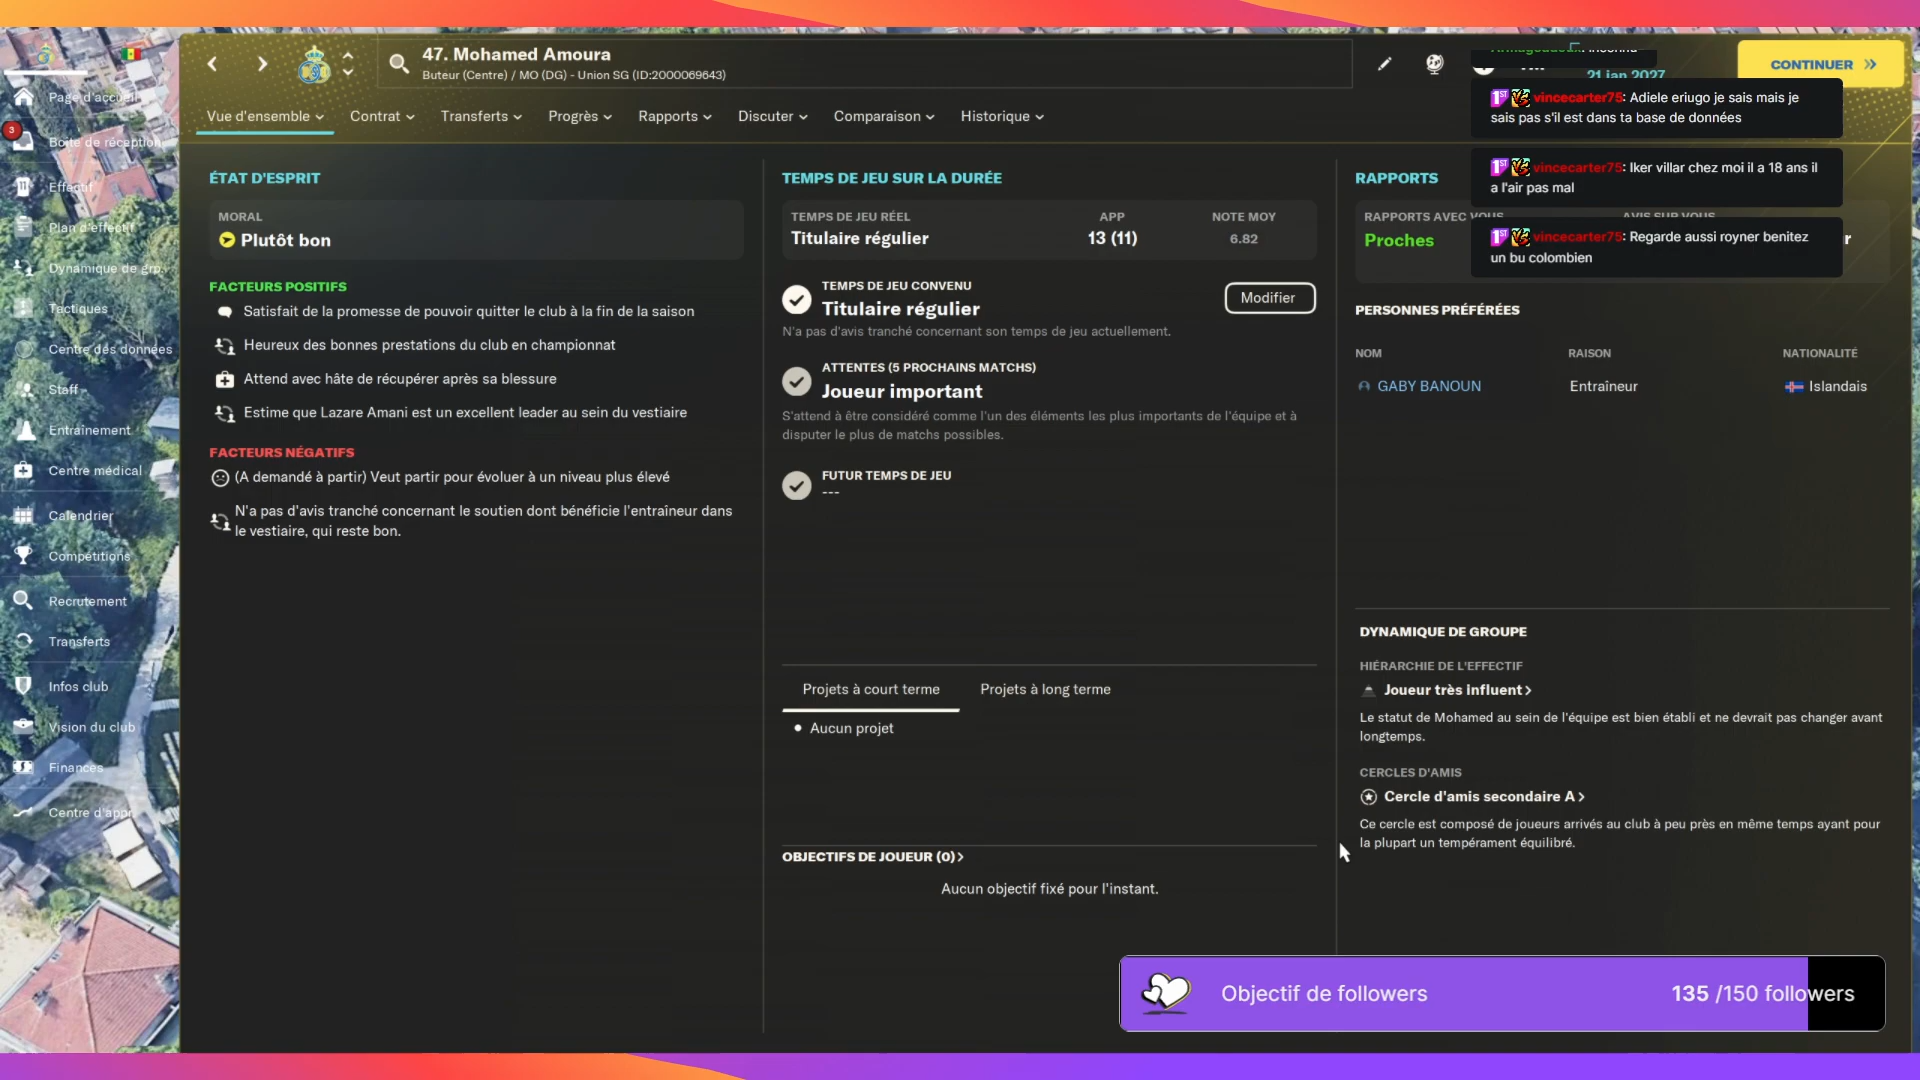 47. Mohamed Amoura
Buteur (Centre) / MO (DG) - Union SG (ID:2000069643)
21 jan 2027
CONTINUER
Vue d'ensemble
Contrat
Transferts
Progrès
Rapports
Discuter
Comparaison
Historique
3
Page d'accueil
Boîte de réception
Effectif
Plan d'effectif
Dynamique de grp.
Tactiques
Centre des données
Staff
Entraînement
Centre médical
Calendrier
Compétitions
Recrutement
Transferts
Infos club
Vision du club
Finances
Centre d'appr.
ÉTAT D'ESPRIT
MORAL
Plutôt bon
FACTEURS POSITIFS
Satisfait de la promesse de pouvoir quitter le club à la fin de la saison
Heureux des bonnes prestations du club en championnat
Attend avec hâte de récupérer après sa blessure
Estime que Lazare Amani est un excellent leader au sein du vestiaire
FACTEURS NÉGATIFS
(A demandé à partir) Veut partir pour évoluer à un niveau plus élevé
N'a pas d'avis tranché concernant le soutien dont bénéficie l'entraîneur dans
le vestiaire, qui reste bon.
TEMPS DE JEU SUR LA DURÉE
TEMPS DE JEU RÉEL APP NOTE MOY
Titulaire régulier 13 (11) 6.82
TEMPS DE JEU CONVENU
Titulaire régulier
Modifier
N'a pas d'avis tranché concernant son temps de jeu actuellement.
ATTENTES (5 PROCHAINS MATCHS)
Joueur important
S'attend à être considéré comme l'un des éléments les plus importants de l'équipe et à
disputer le plus de matchs possibles.
FUTUR TEMPS DE JEU
---
Projets à court terme
Projets à long terme
• Aucun projet
OBJECTIFS DE JOUEUR (0)
Aucun objectif fixé pour l'instant.
RAPPORTS
RAPPORTS AVEC VOUS
AVIS SUR VOUS
Proches
vincecarter75: Adiele eriugo je sais mais je
sais pas s'il est dans ta base de données
vincecarter75: Iker villar chez moi il a 18 ans il
a l'air pas mal
vincecarter75: Regarde aussi royner benitez
un bu colombien
PERSONNES PRÉFÉRÉES
NOM RAISON NATIONALITÉ
GABY BANOUN Entraîneur Islandais
DYNAMIQUE DE GROUPE
HIÉRARCHIE DE L'EFFECTIF
Joueur très influent
Le statut de Mohamed au sein de l'équipe est bien établi et ne devrait pas changer avant
longtemps.
CERCLES D'AMIS
Cercle d'amis secondaire A
Ce cercle est composé de joueurs arrivés au club à peu près en même temps ayant pour
la plupart un tempérament équilibré.
Objectif de followers
135 /150 followers